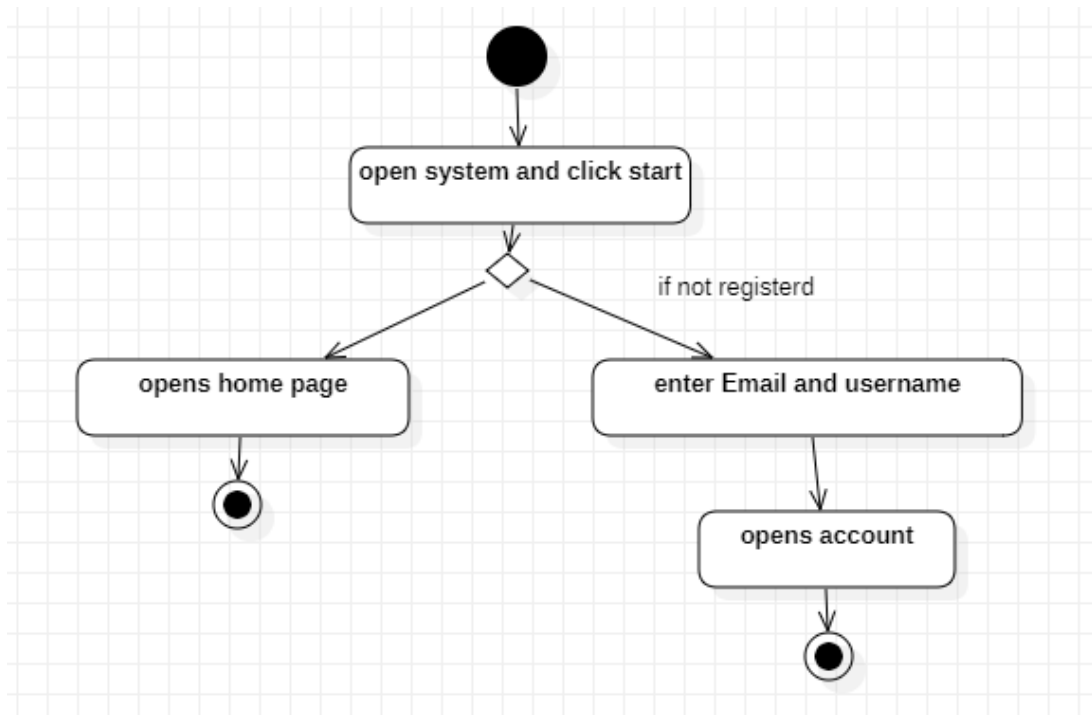 open system and click start
if not registerd
opens home page
enter Email and username
opens account